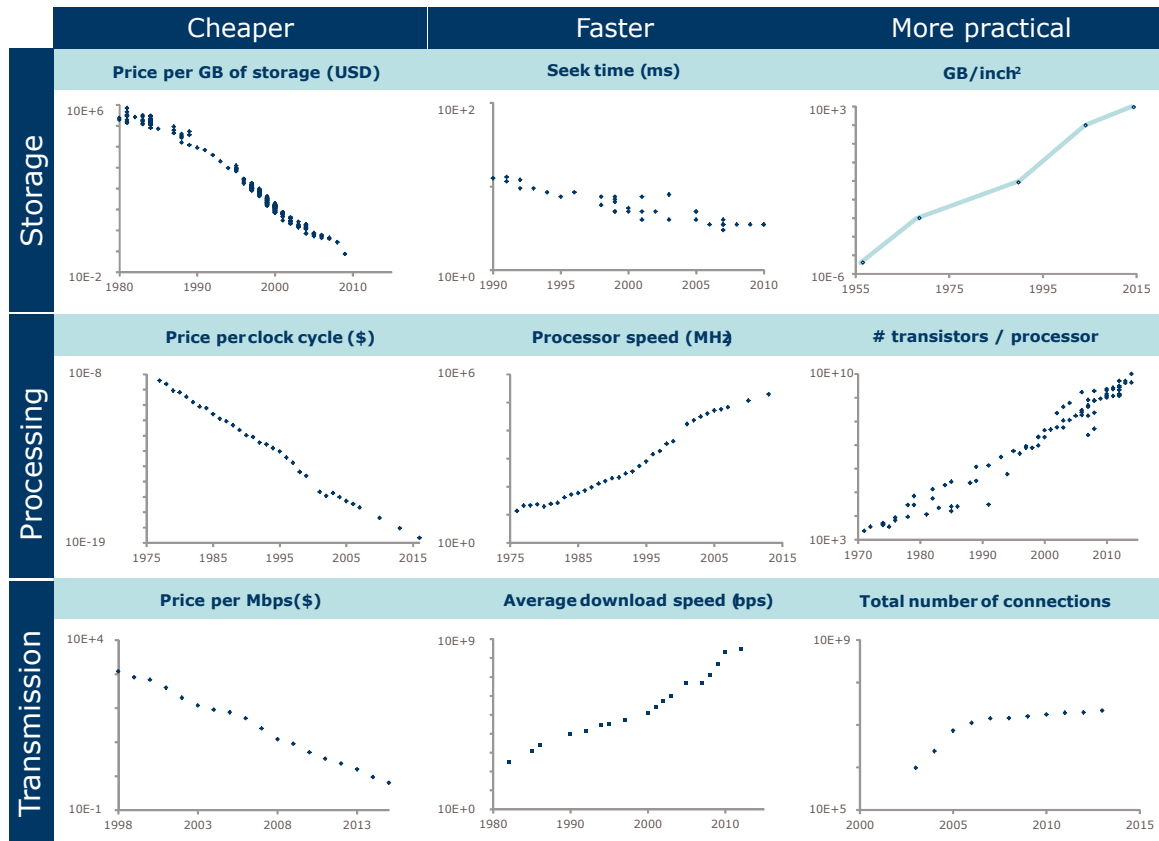 Cheaper
Faster
More practical
Storage
Price per GB of storage (USD)
Seek time (ms)
GB/inch²
10E+6
10E-2
1980 1990 2000 2010
10E+2
10E+0
1990 1995 2000 2005 2010
10E+3
10E-6
1955 1975 1995 2015
Processing
Price per clock cycle ($)
Processor speed (MHz)
# transistors / processor
10E-8
10E-19
1975 1985 1995 2005 2015
10E+6
10E+0
1975 1985 1995 2005 2015
10E+10
10E+3
1970 1980 1990 2000 2010
Transmission
Price per Mbps($)
Average download speed (bps)
Total number of connections
10E+4
10E-1
1998 2003 2008 2013
10E+9
10E+0
1980 1990 2000 2010
10E+9
10E+5
2000 2005 2010 2015